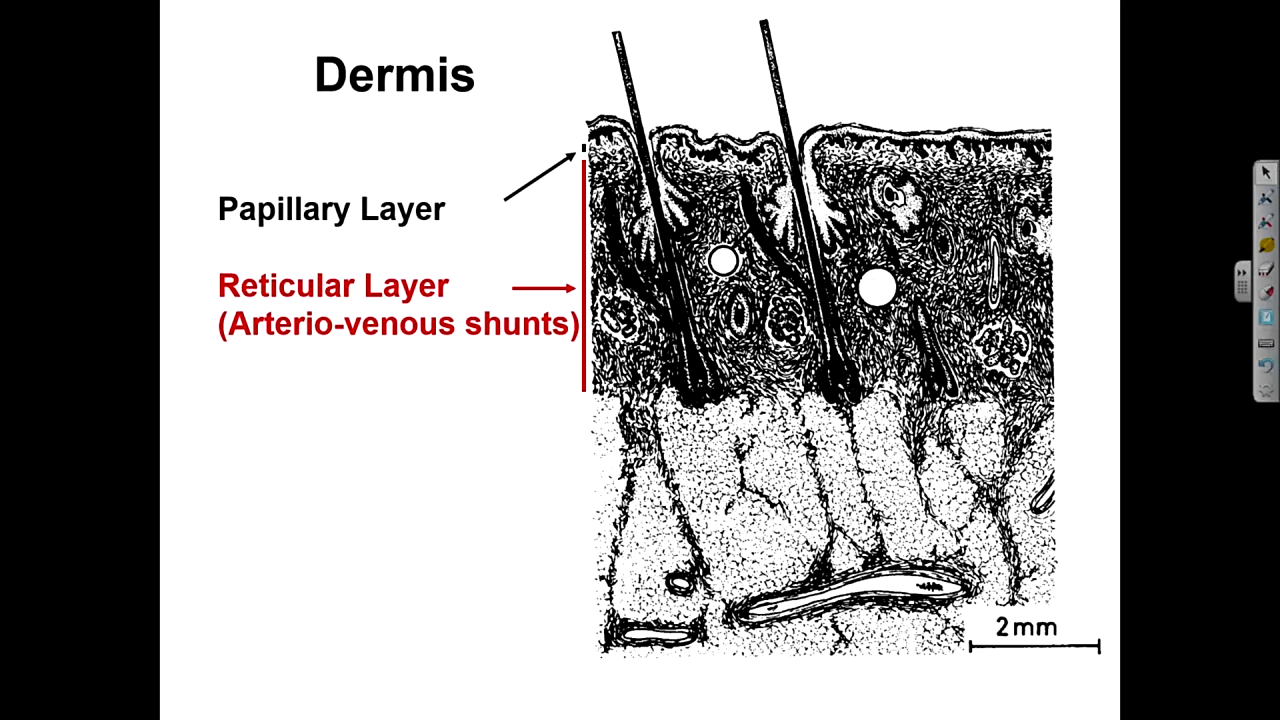 Dermis
Papillary Layer
Reticular Layer
(Arterio-venous shunts)
2mm